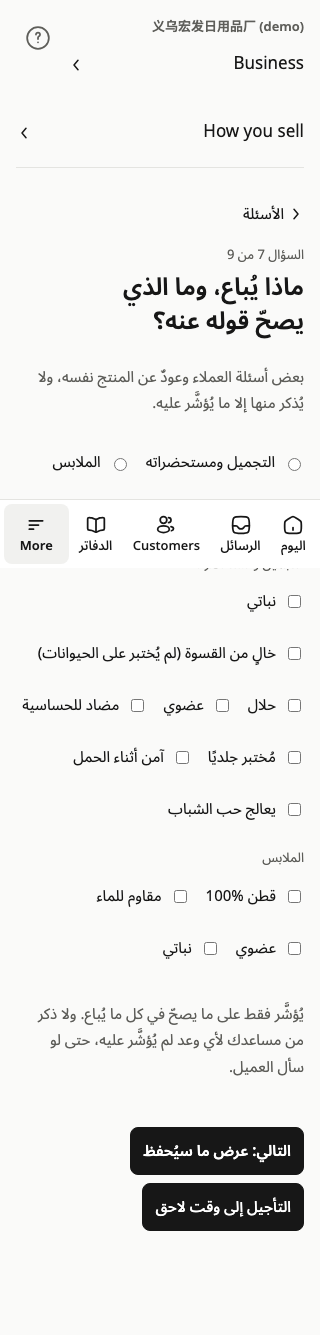 义乌宏发日用品厂 (demo)
Business
How you sell
الأسئلة
السؤال 7 من 9
ماذا يُباع، وما الذي
يصحّ قوله عنه؟
بعض أسئلة العملاء وعودٌ عن المنتج نفسه، ولا
يُذكر منها إلا ما يُؤشَّر عليه.
التجميل ومستحضراته
الملابس
اليوم
الرسائل
Customers
الدفاتر
More
نباتي
خالٍ من القسوة (لم يُختبر على الحيوانات)
حلال
عضوي
مضاد للحساسية
مُختبر جلديًا
آمن أثناء الحمل
يعالج حب الشباب
الملابس
قطن 100%
مقاوم للماء
عضوي
نباتي
يُؤشَّر فقط على ما يصحّ في كل ما يُباع. ولا ذكر
من مساعدك لأي وعد لم يُؤشَّر عليه، حتى لو
سأل العميل.
التالي: عرض ما سيُحفظ
التأجيل إلى وقت لاحق